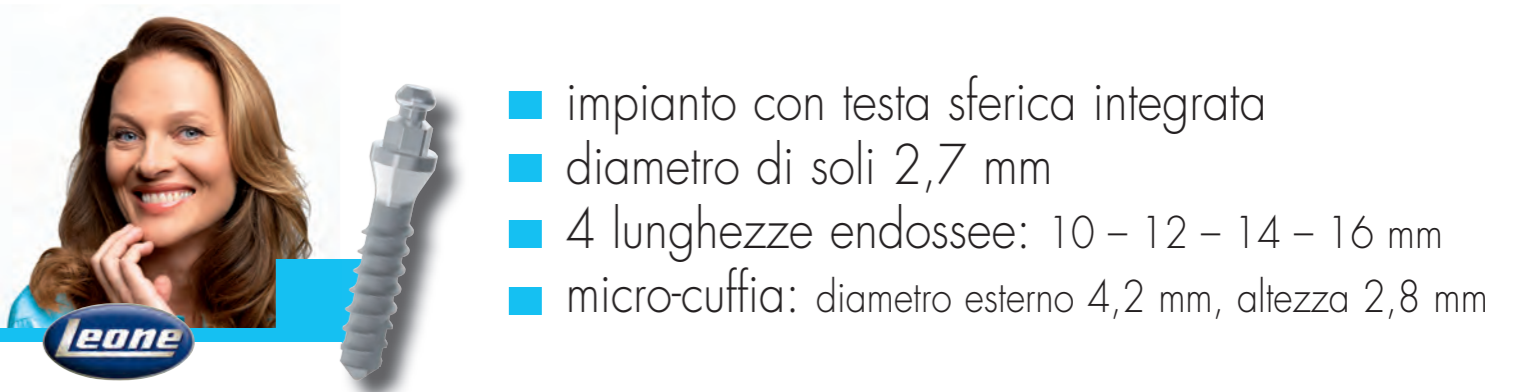 impianto con testa sferica integrata
diametro di soli 2,7 mm
4 lunghezze endossee: 10 – 12 – 14 – 16 mm
micro-cuffia: diametro esterno 4,2 mm, altezza 2,8 mm
Leone